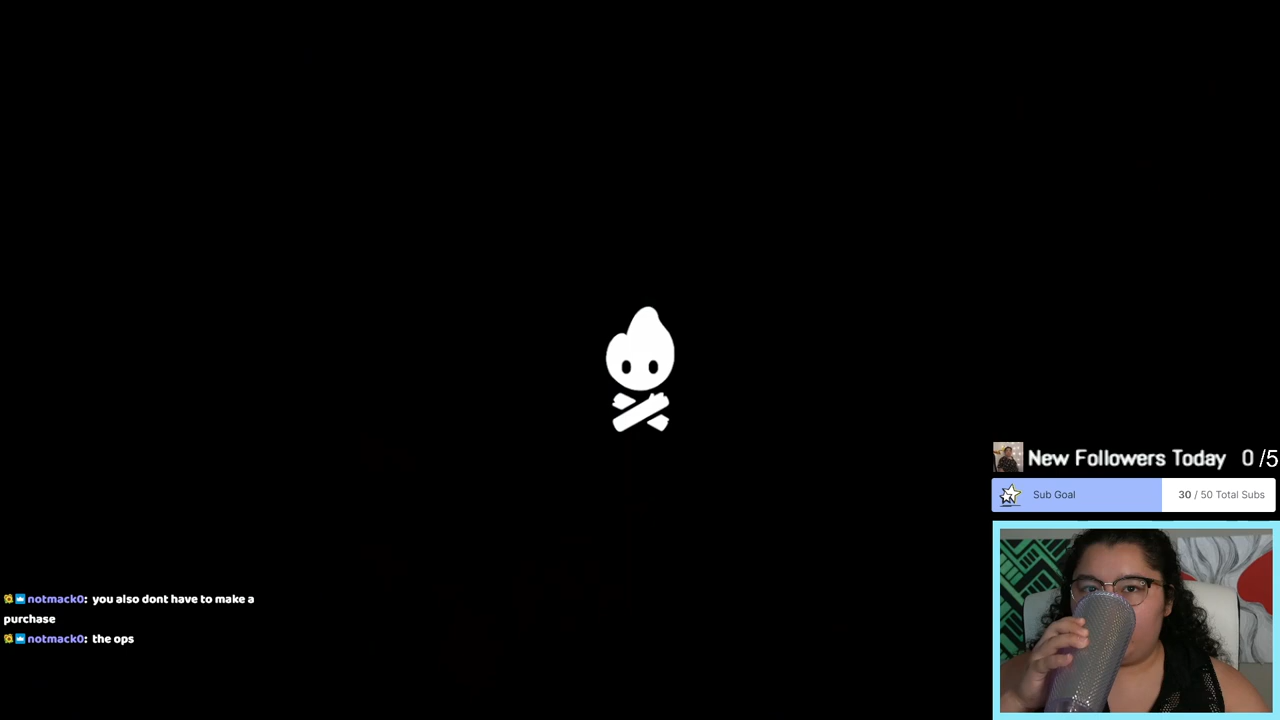 New Followers Today 0 /5
Sub Goal 30 / 50 Total Subs
notmack0: you also dont have to make a
purchase
notmack0: the ops